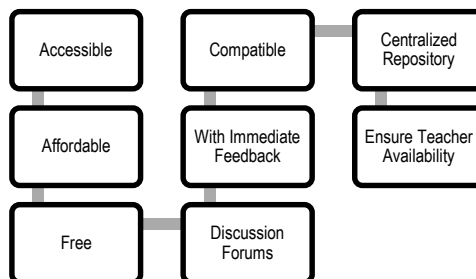 Accessible
Affordable
Free
Discussion
Forums
With Immediate
Feedback
Compatible
Centralized
Repository
Ensure Teacher
Availability